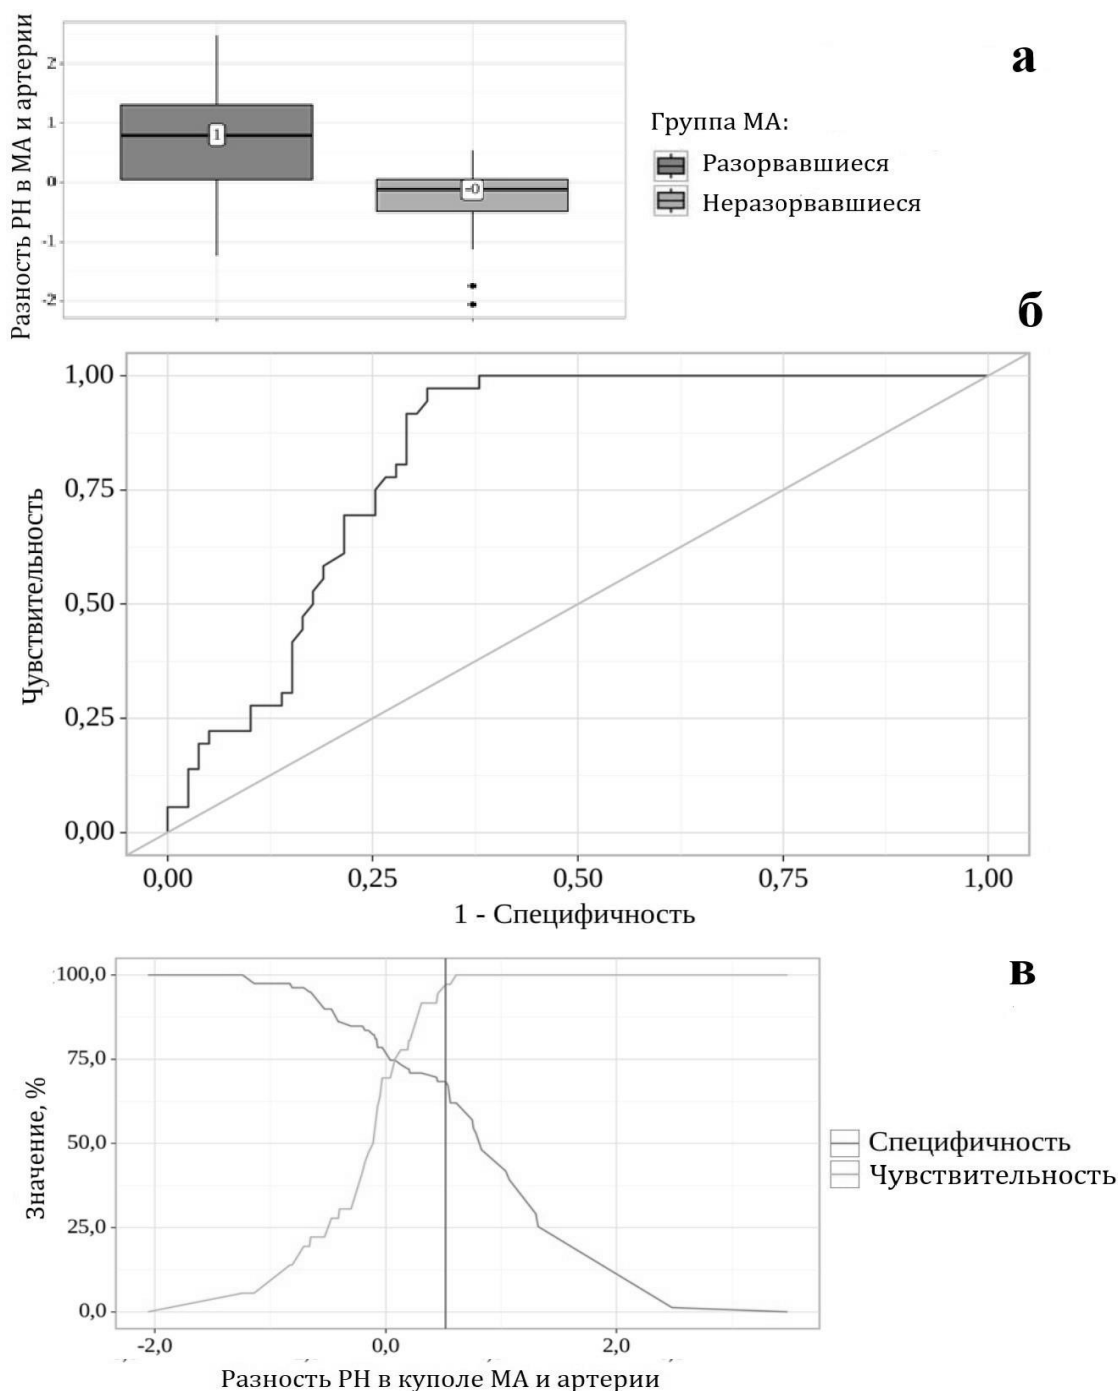 а
Разность РН в МА и артерии
2
1
0
-1
-2
1
-0
Группа МА:
Разорвавшиеся
Неразорвавшиеся
б
Чувствительность
1,00
0,75
0,50
0,25
0,00
0,00 0,25 0,50 0,75 1,00
1 - Специфичность
в
Значение, %
100,0
75,0
50,0
25,0
0,0
-2,0 0,0 2,0
Разность РН в куполе МА и артерии
Специфичность
Чувствительность